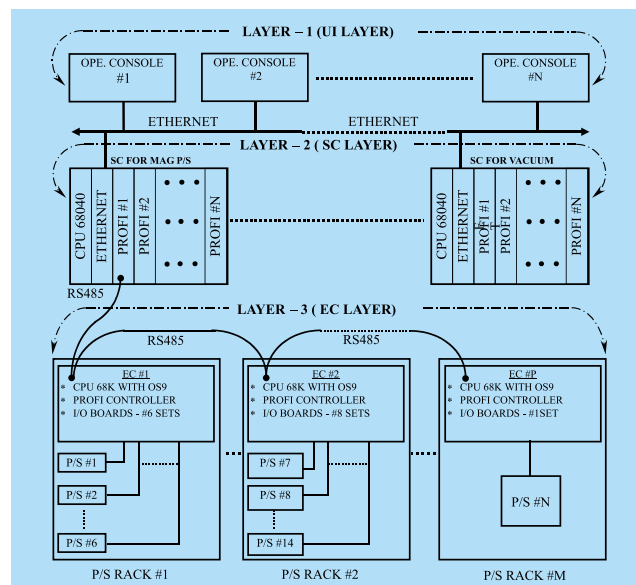 LAYER – 1 (UI LAYER)
OPE. CONSOLE
#1
OPE. CONSOLE
#2
OPE. CONSOLE
#N
ETHERNET
ETHERNET
LAYER – 2 ( SC LAYER)
SC FOR MAG P/S
SC FOR VACUUM
CPU 68040
ETHERNET
PROFI #1
PROFI #2
PROFI #N
CPU 68040
ETHERNET
PROFI #1
PROFI #2
PROFI #N
RS485
LAYER – 3 ( EC LAYER)
RS485
RS485
EC #1
* CPU 68K WITH OS9
* PROFI CONTROLLER
* I/O BOARDS - #6 SETS
EC #2
* CPU 68K WITH OS9
* PROFI CONTROLLER
* I/O BOARDS - #8 SETS
EC #P
* CPU 68K WITH OS9
* PROFI CONTROLLER
* I/O BOARDS - #1SET
P/S #1
P/S #2
P/S #6
P/S #7
P/S #8
P/S #14
P/S #N
P/S RACK #1
P/S RACK #2
P/S RACK #M